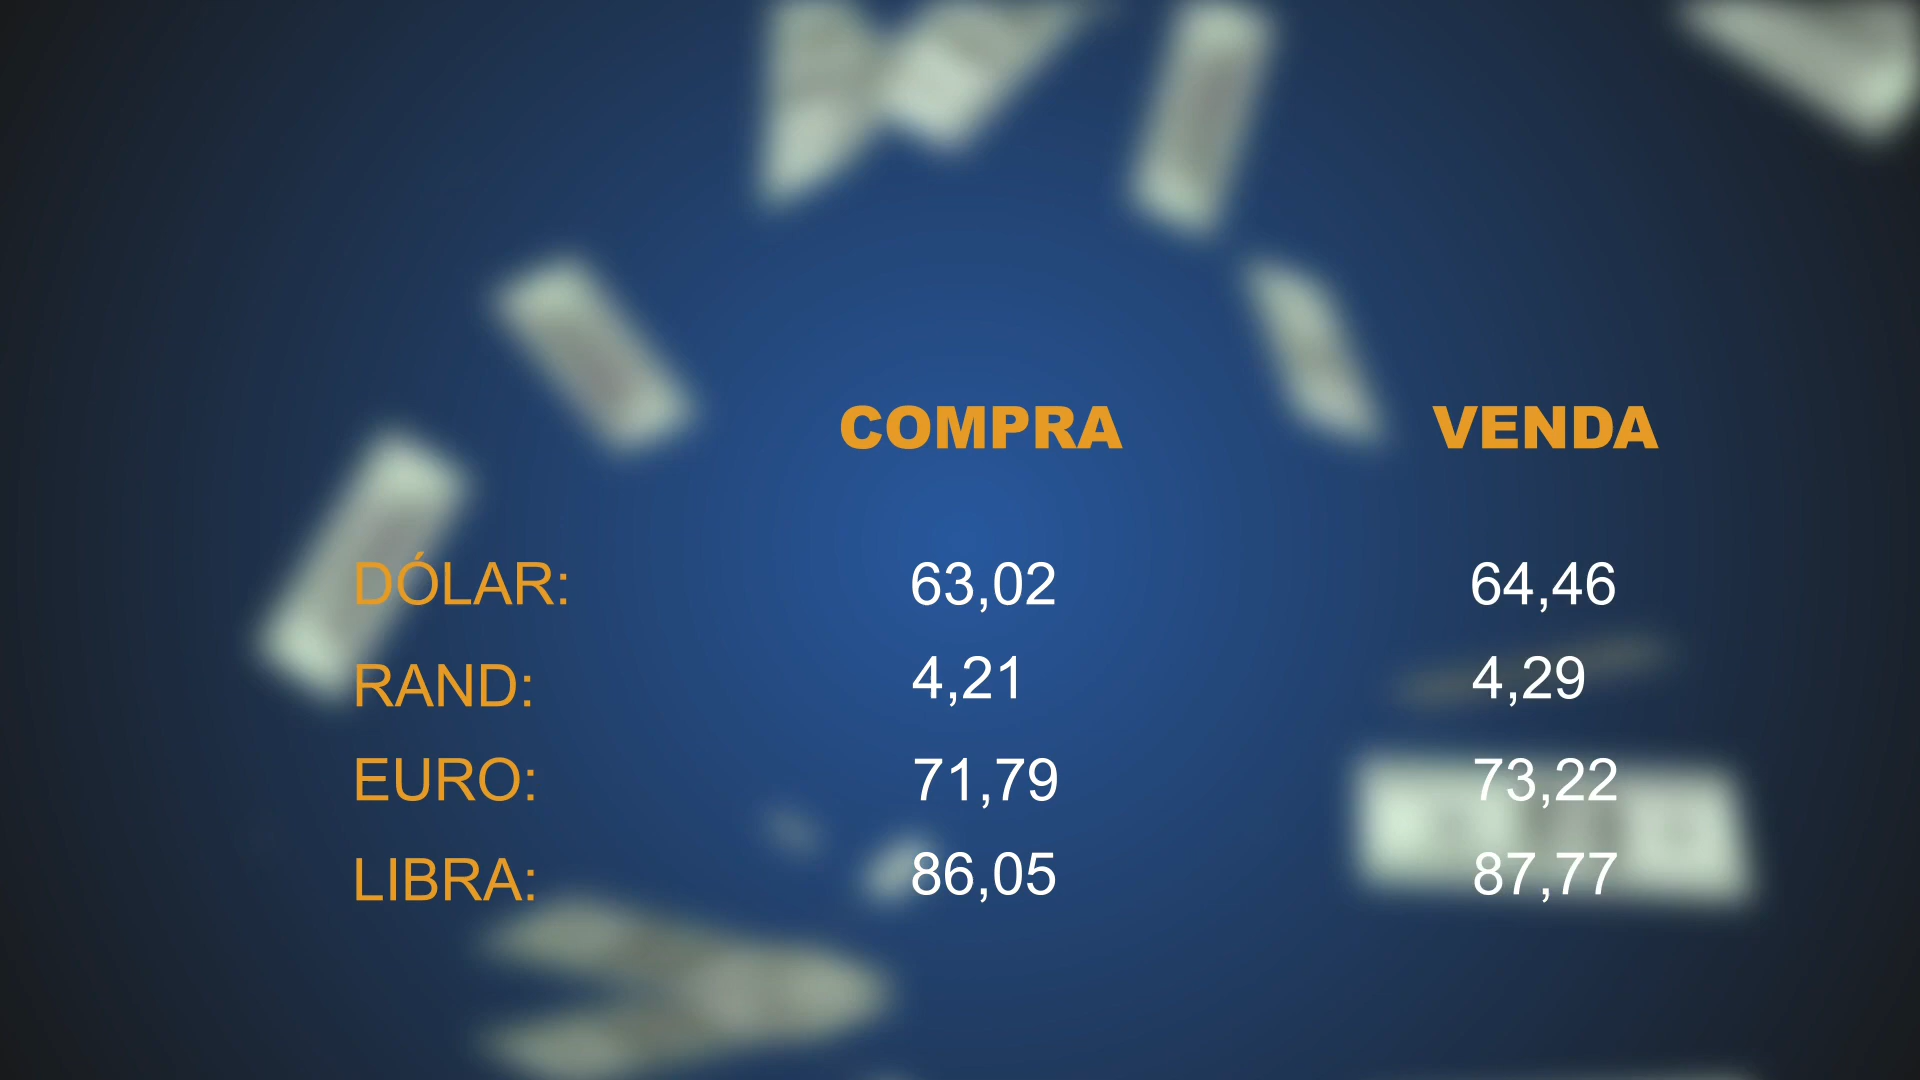 COMPRA VENDA
DÓLAR: 63,02 64,46
RAND: 4,21 4,29
EURO: 71,79 73,22
LIBRA: 86,05 87,77